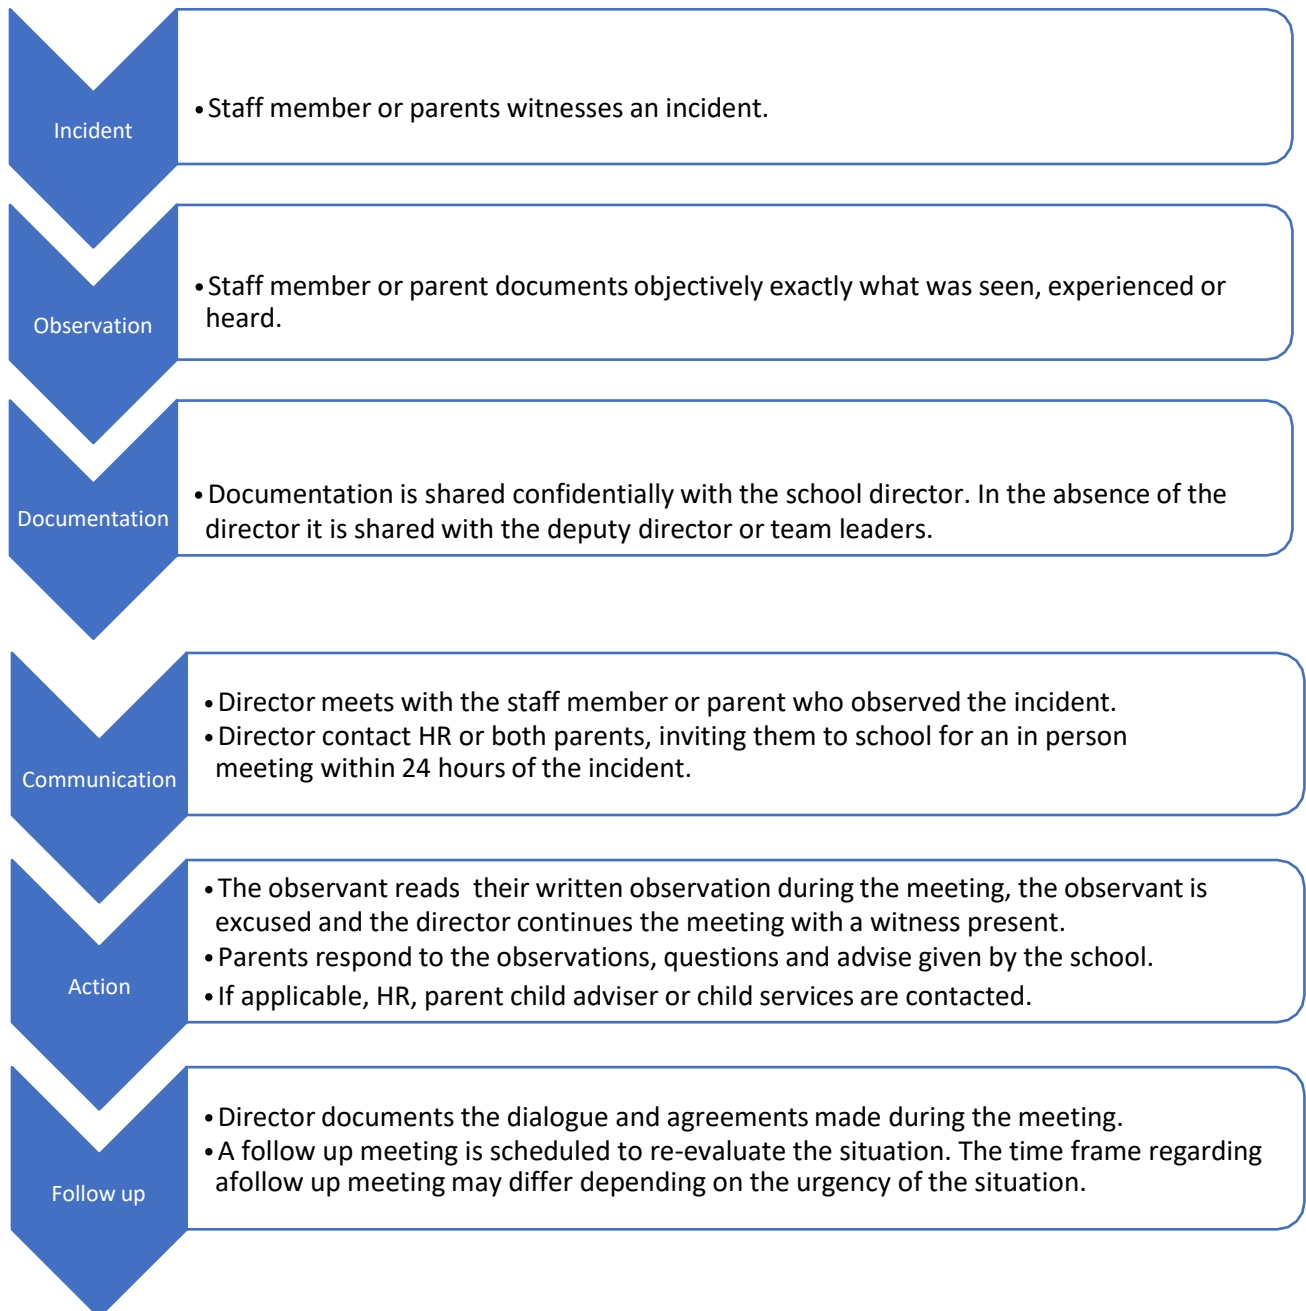 Incident
• Staff member or parents witnesses an incident.
Observation
• Staff member or parent documents objectively exactly what was seen, experienced or
heard.
Documentation
• Documentation is shared confidentially with the school director. In the absence of the
director it is shared with the deputy director or team leaders.
Communication
• Director meets with the staff member or parent who observed the incident.
• Director contact HR or both parents, inviting them to school for an in person
meeting within 24 hours of the incident.
Action
• The observant reads  their written observation during the meeting, the observant is
excused and the director continues the meeting with a witness present.
• Parents respond to the observations, questions and advise given by the school.
• If applicable, HR, parent child adviser or child services are contacted.
Follow up
• Director documents the dialogue and agreements made during the meeting.
• A follow up meeting is scheduled to re-evaluate the situation. The time frame regarding
afollow up meeting may differ depending on the urgency of the situation.